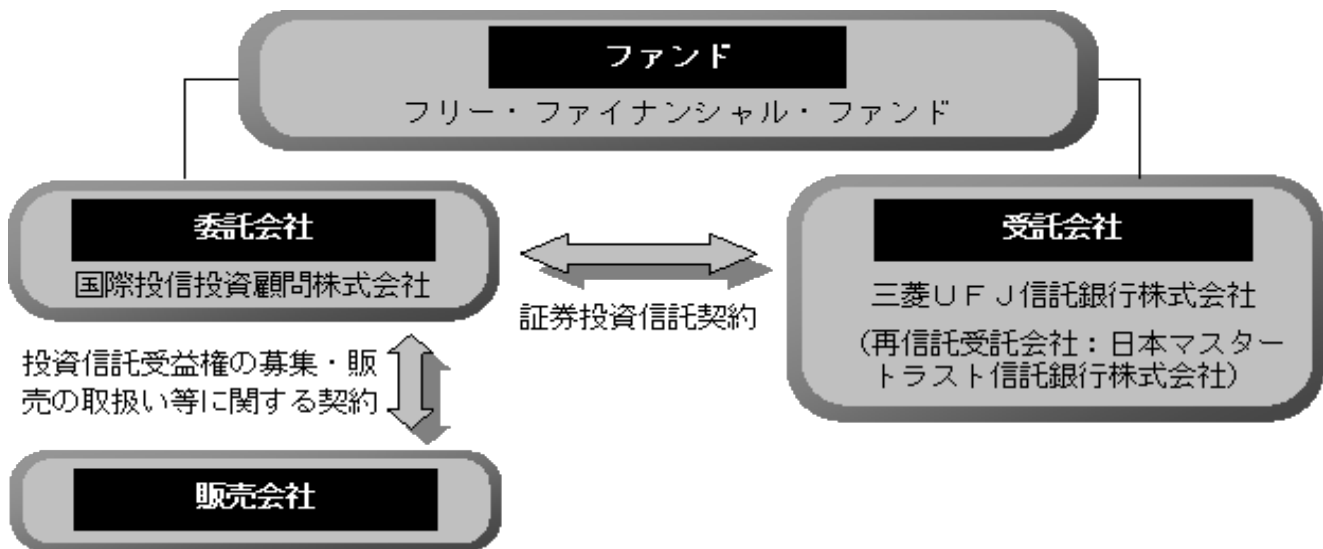 ファンド
フリー・ファイナンシャル・ファンド
委託会社
国際投信投資顧問株式会社
証券投資信託契約
受託会社
三菱UFJ信託銀行株式会社
(再信託受託会社:日本マスター
トラスト信託銀行株式会社)
投資信託受益権の募集・販
売の取扱い等に関する契約
販売会社